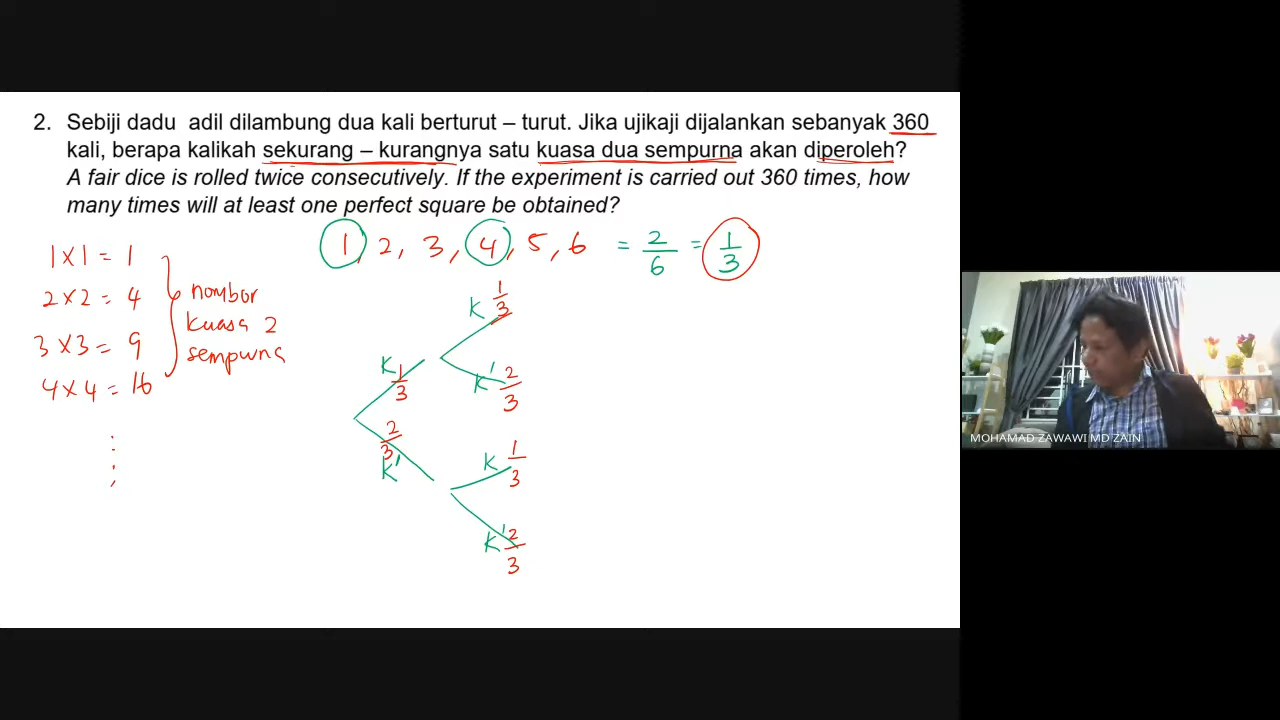 2. Sebiji dadu adil dilambung dua kali berturut – turut. Jika ujikaji dijalankan sebanyak 360
kali, berapa kalikah sekurang – kurangnya satu kuasa dua sempurna akan diperoleh?
A fair dice is rolled twice consecutively. If the experiment is carried out 360 times, how
many times will at least one perfect square be obtained?
1, 2, 3, 4, 5, 6 = 2/6 = 1/3
1 x 1 = 1
2 x 2 = 4
3 x 3 = 9
4 x 4 = 16
nombor
kuasa 2
sempurna
K 1/3
K 1/3
K' 2/3
2/3 K'
K 1/3
K' 2/3
MOHAMAD ZAWAWI MD ZAIN